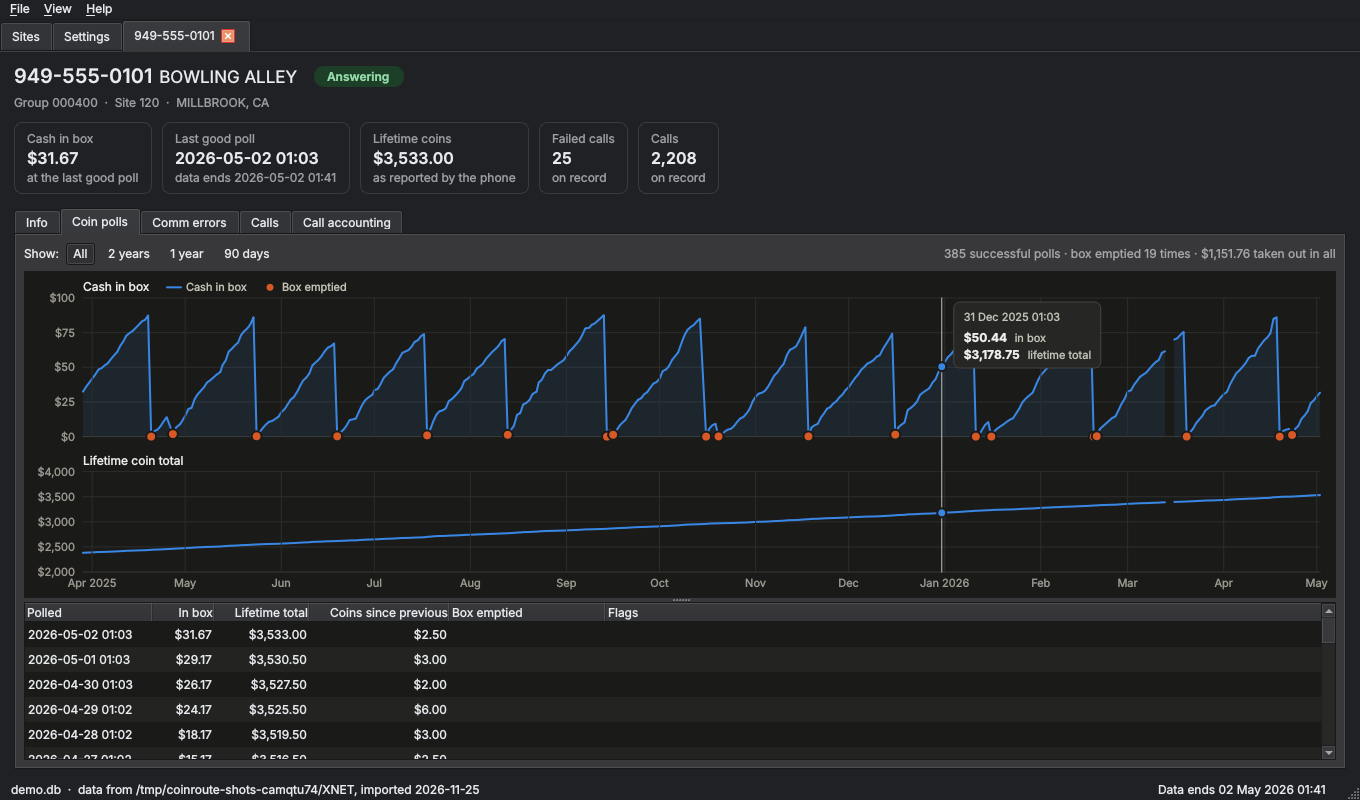 File View Help
Sites Settings 949-555-0101
949-555-0101 BOWLING ALLEY Answering
Group 000400 · Site 120 · MILLBROOK, CA
Cash in box
$31.67
at the last good poll
Last good poll
2026-05-02 01:03
data ends 2026-05-02 01:41
Lifetime coins
$3,533.00
as reported by the phone
Failed calls
25
on record
Calls
2,208
on record
Info Coin polls Comm errors Calls Call accounting
Show: All 2 years 1 year 90 days 385 successful polls · box emptied 19 times · $1,151.76 taken out in all
Cash in box Cash in box Box emptied
$100
$75
$50
$25
$0
31 Dec 2025 01:03
$50.44 in box
$3,178.75 lifetime total
Lifetime coin total
$4,000
$3,500
$3,000
$2,500
$2,000
Apr 2025 May Jun Jul Aug Sep Oct Nov Dec Jan 2026 Feb Mar Apr May
Polled In box Lifetime total Coins since previous Box emptied Flags
2026-05-02 01:03 $31.67 $3,533.00 $2.50
2026-05-01 01:03 $29.17 $3,530.50 $3.00
2026-04-30 01:03 $26.17 $3,527.50 $2.00
2026-04-29 01:02 $24.17 $3,525.50 $6.00
2026-04-28 01:02 $18.17 $3,519.50 $3.00
2026-04-27 01:02 $15.17 $3,516.50 $2.50
demo.db · data from /tmp/coinroute-shots-camqtu74/XNET, imported 2026-11-25 Data ends 02 May 2026 01:41